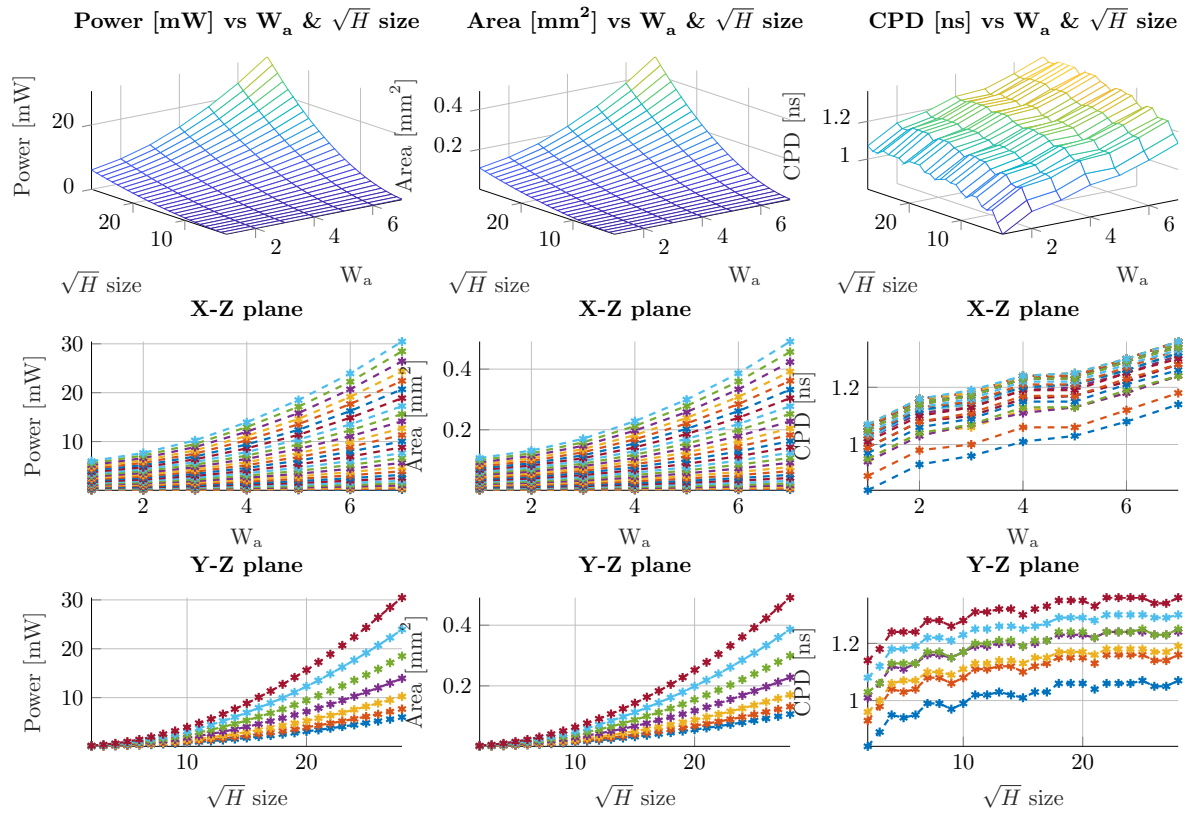 Power [mW] vs W_a & √H size
Area [mm²] vs W_a & √H size
CPD [ns] vs W_a & √H size
Power [mW]
20
0
20
10
2
4
6
√H size
W_a
Area [mm²]
0.4
0.2
20
10
2
4
6
√H size
W_a
CPD [ns]
1.2
1
20
10
2
4
6
√H size
W_a
X-Z plane
X-Z plane
X-Z plane
Power [mW]
30
20
10
2
4
6
W_a
Area [mm²]
0.4
0.2
2
4
6
W_a
CPD [ns]
1.2
1
2
4
6
W_a
Y-Z plane
Y-Z plane
Y-Z plane
Power [mW]
30
20
10
10
20
√H size
Area [mm²]
0.4
0.2
10
20
√H size
CPD [ns]
1.2
1
10
20
√H size